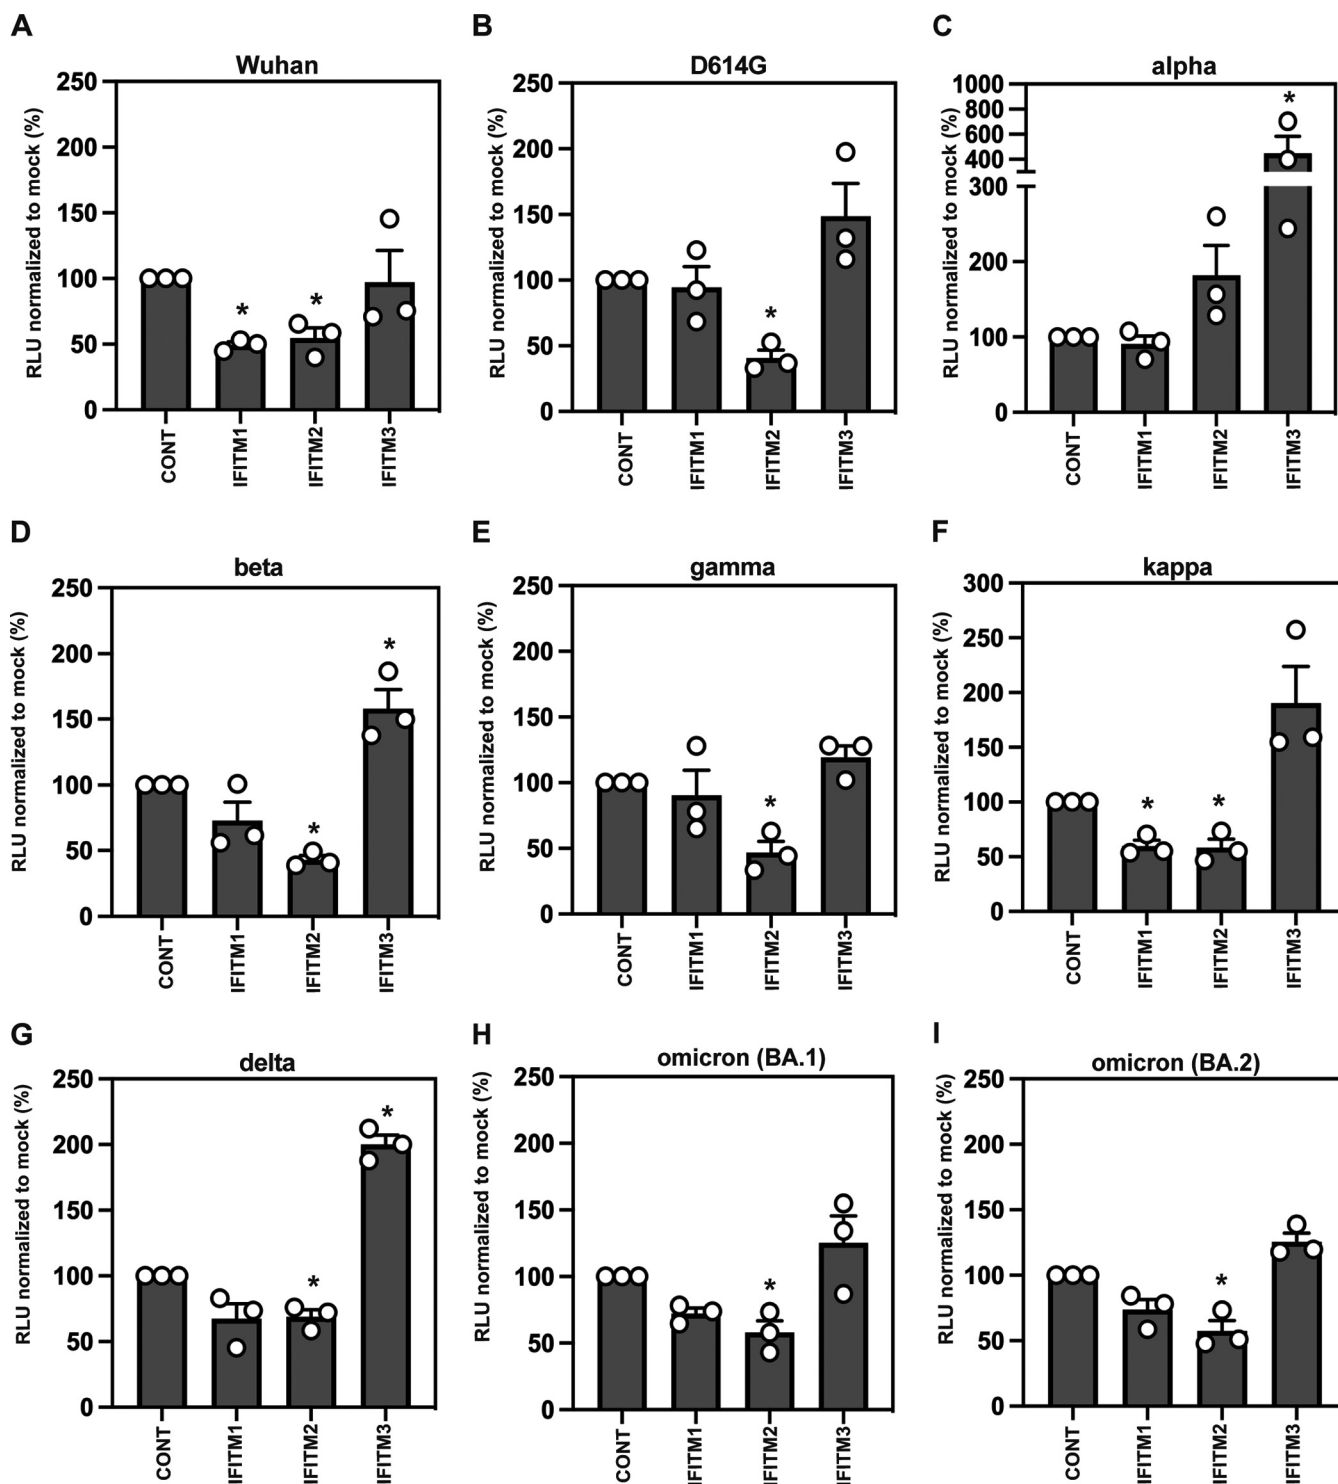 A
Wuhan
RLU normalized to mock (%)
250
200
150
100
50
0
*
*
CONT
IFITM1
IFITM2
IFITM3
B
D614G
RLU normalized to mock (%)
250
200
150
100
50
0
*
CONT
IFITM1
IFITM2
IFITM3
C
alpha
RLU normalized to mock (%)
1000
800
600
400
300
200
100
0
*
CONT
IFITM1
IFITM2
IFITM3
D
beta
RLU normalized to mock (%)
250
200
150
100
50
0
*
*
CONT
IFITM1
IFITM2
IFITM3
E
gamma
RLU normalized to mock (%)
250
200
150
100
50
0
*
CONT
IFITM1
IFITM2
IFITM3
F
kappa
RLU normalized to mock (%)
300
250
200
150
100
50
0
*
*
CONT
IFITM1
IFITM2
IFITM3
G
delta
RLU normalized to mock (%)
250
200
150
100
50
0
*
*
CONT
IFITM1
IFITM2
IFITM3
H
omicron (BA.1)
RLU normalized to mock (%)
250
200
150
100
50
0
*
CONT
IFITM1
IFITM2
IFITM3
I
omicron (BA.2)
RLU normalized to mock (%)
250
200
150
100
50
0
*
CONT
IFITM1
IFITM2
IFITM3